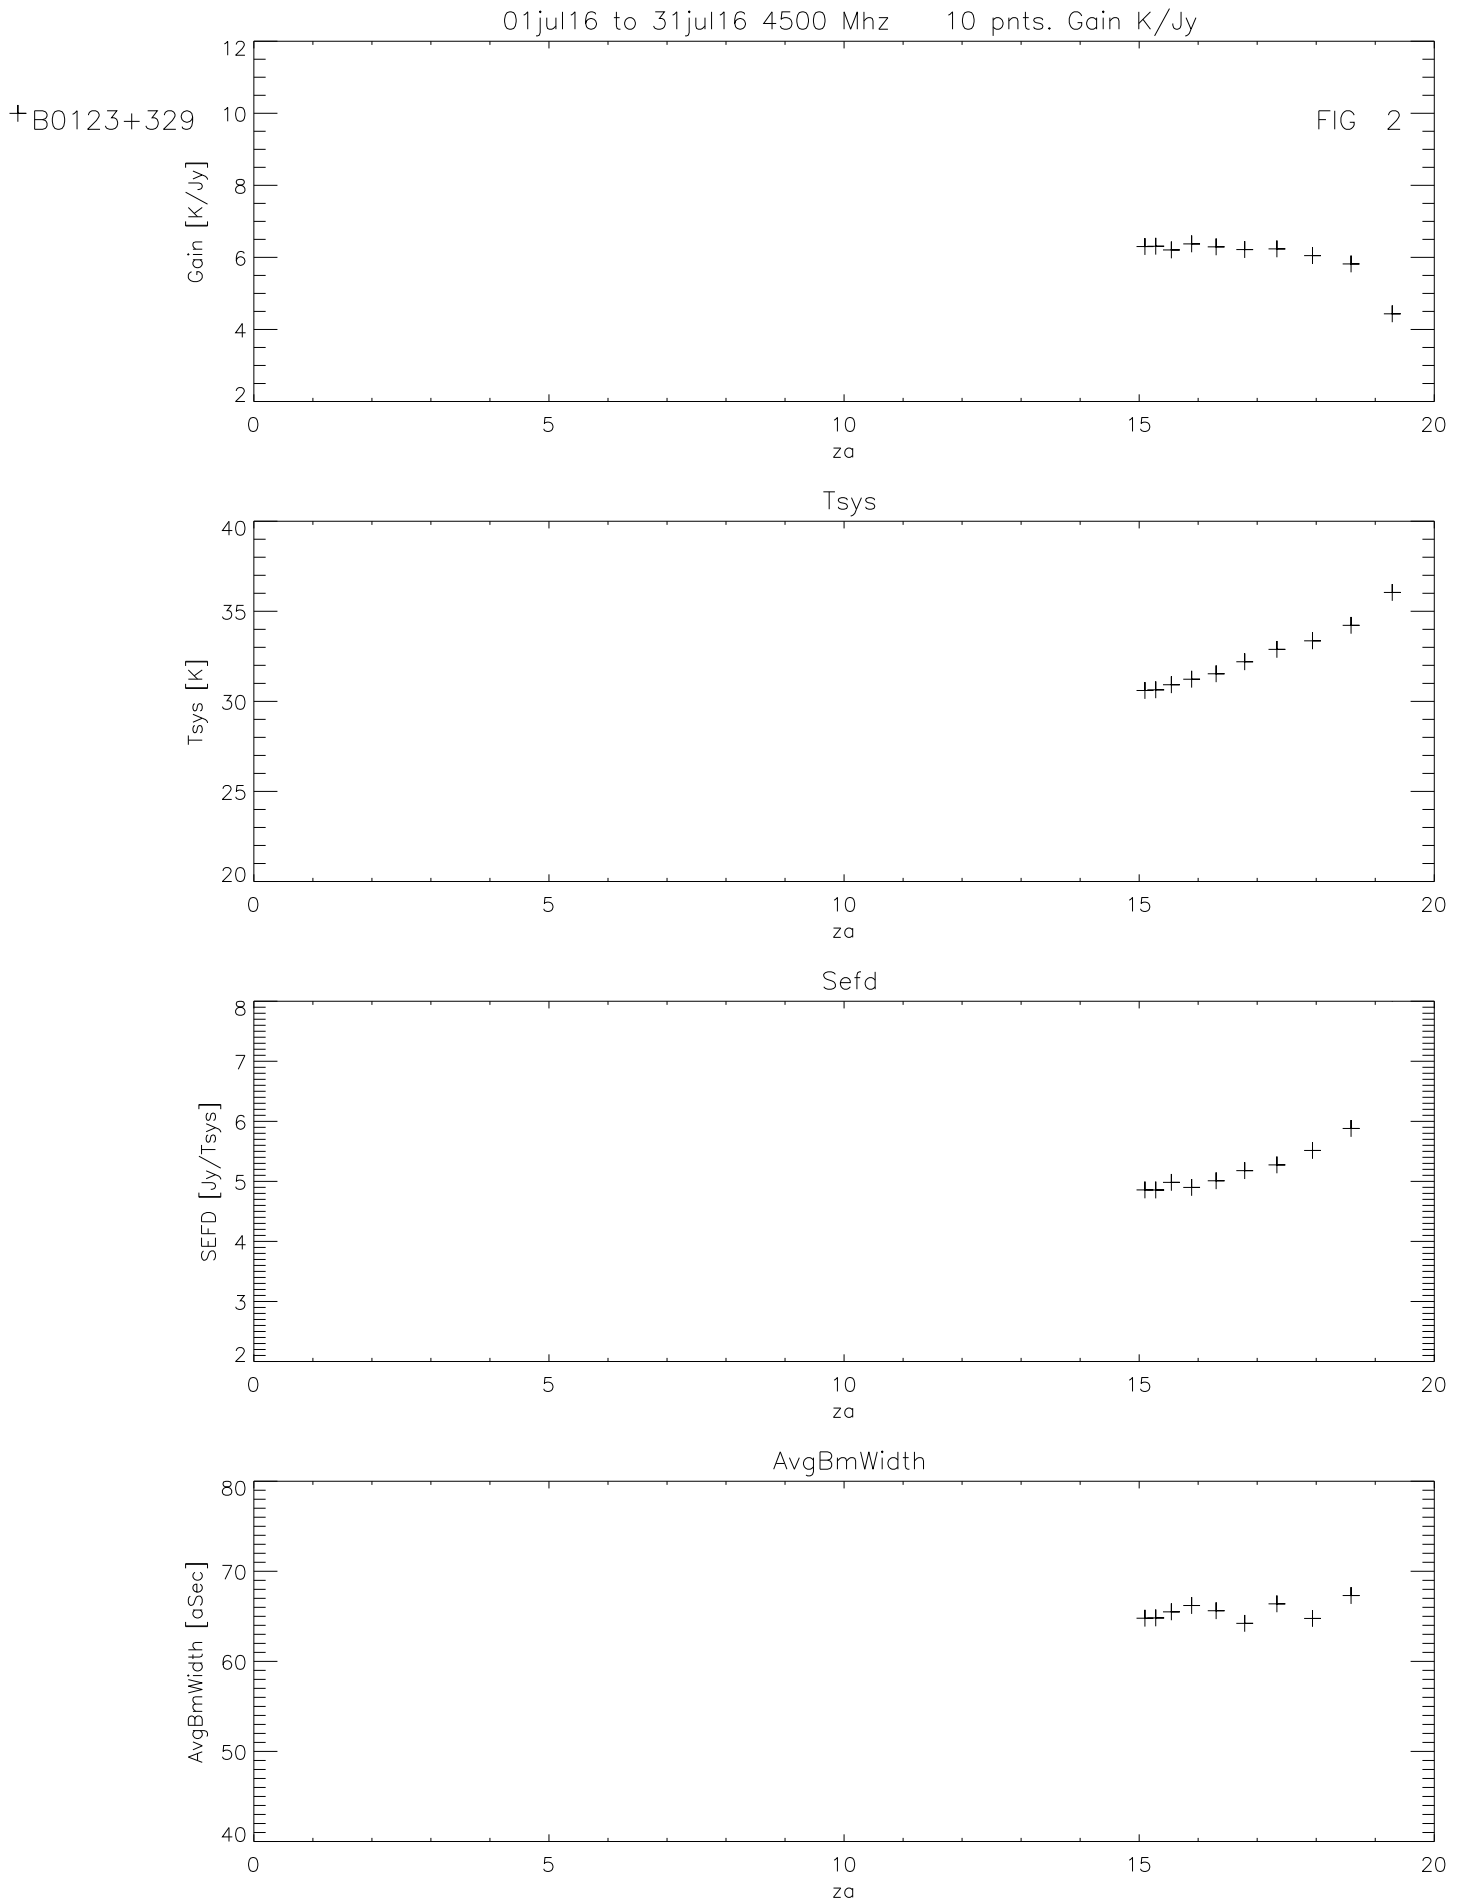 01jul16 to 31jul16 4500 Mhz 10 pnts. Gain K/Jy
+B0123+329
FIG 2
Gain [K/Jy]
12
10
8
6
4
2
0 5 10 15 20
za
Tsys
Tsys [K]
40
35
30
25
20
0 5 10 15 20
za
Sefd
SEFD [Jy/Tsys]
8
7
6
5
4
3
2
0 5 10 15 20
za
AvgBmWidth
AvgBmWidth [aSec]
80
70
60
50
40
0 5 10 15 20
za